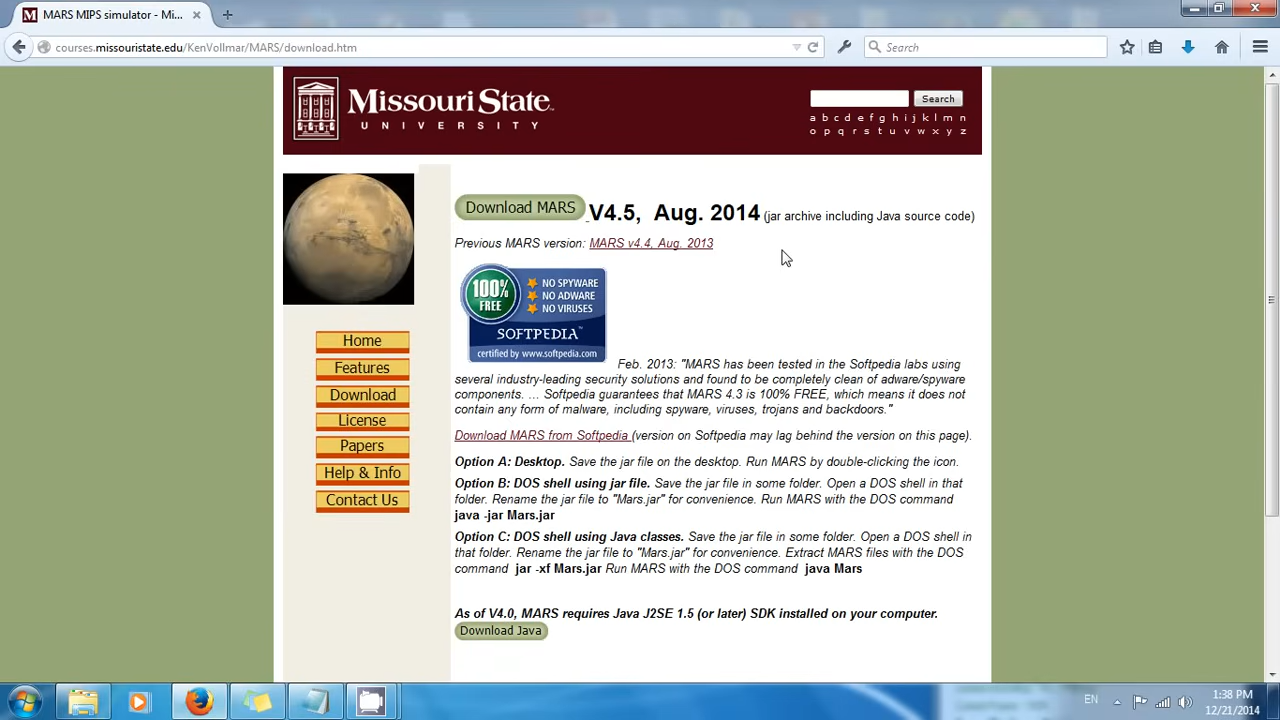 MARS MIPS simulator - Mi...
courses.missouristate.edu/KenVollmar/MARS/download.htm
Search
Missouri State
UNIVERSITY
Search
a b c d e f g h i j k l m n
o p q r s t u v w x y z
Download MARS V4.5, Aug. 2014 (jar archive including Java source code)
Previous MARS version: MARS v4.4, Aug. 2013
100% FREE
NO SPYWARE
NO ADWARE
NO VIRUSES
SOFTPEDIA™
certified by www.softpedia.com
Feb. 2013: "MARS has been tested in the Softpedia labs using
several industry-leading security solutions and found to be completely clean of adware/spyware
components. ... Softpedia guarantees that MARS 4.3 is 100% FREE, which means it does not
contain any form of malware, including spyware, viruses, trojans and backdoors."
Download MARS from Softpedia (version on Softpedia may lag behind the version on this page).
Option A: Desktop. Save the jar file on the desktop. Run MARS by double-clicking the icon.
Option B: DOS shell using jar file. Save the jar file in some folder. Open a DOS shell in that
folder. Rename the jar file to "Mars.jar" for convenience. Run MARS with the DOS command
java -jar Mars.jar
Option C: DOS shell using Java classes. Save the jar file in some folder. Open a DOS shell in
that folder. Rename the jar file to "Mars.jar" for convenience. Extract MARS files with the DOS
command jar -xf Mars.jar Run MARS with the DOS command java Mars
As of V4.0, MARS requires Java J2SE 1.5 (or later) SDK installed on your computer.
Download Java
Home
Features
Download
License
Papers
Help & Info
Contact Us
EN
1:38 PM
12/21/2014